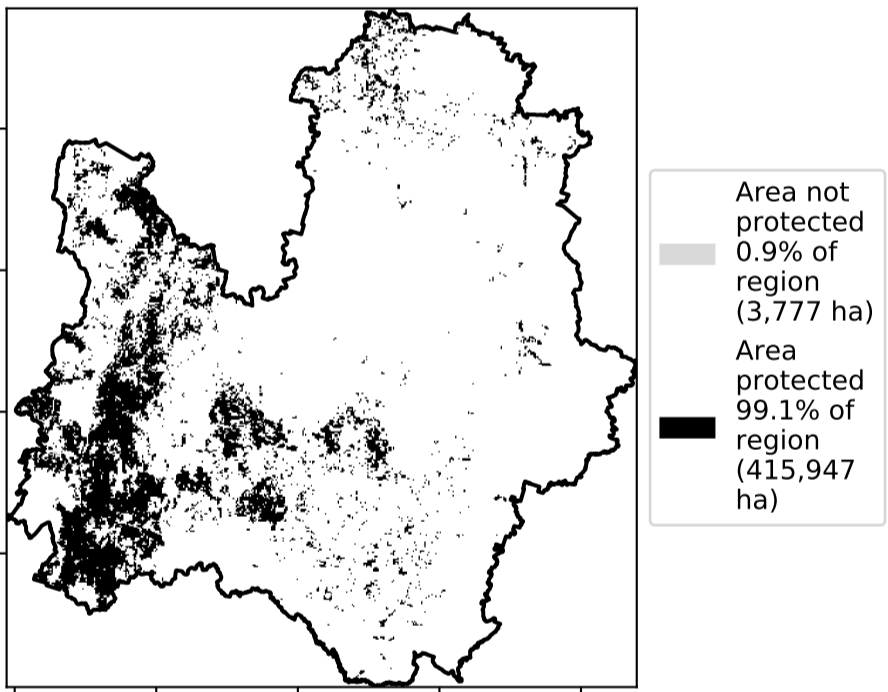 Area not
protected
0.9% of
region
(3,777 ha)
Area
protected
99.1% of
region
(415,947
ha)